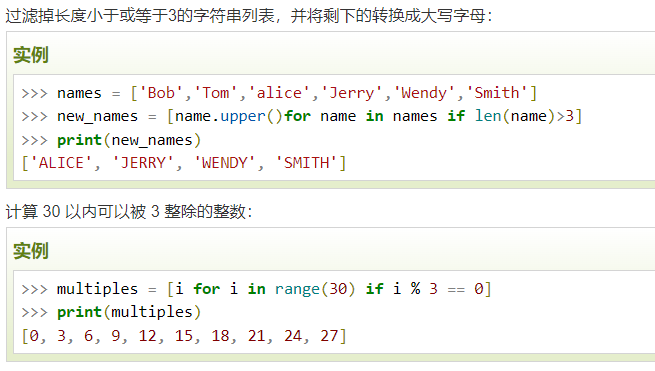 过滤掉长度小于或等于3的字符串列表，并将剩下的转换成大写字母：
实例
>>> names = ['Bob','Tom','alice','Jerry','Wendy','Smith']
>>> new_names = [name.upper()for name in names if len(name)>3]
>>> print(new_names)
['ALICE', 'JERRY', 'WENDY', 'SMITH']
计算 30 以内可以被 3 整除的整数：
实例
>>> multiples = [i for i in range(30) if i % 3 == 0]
>>> print(multiples)
[0, 3, 6, 9, 12, 15, 18, 21, 24, 27]